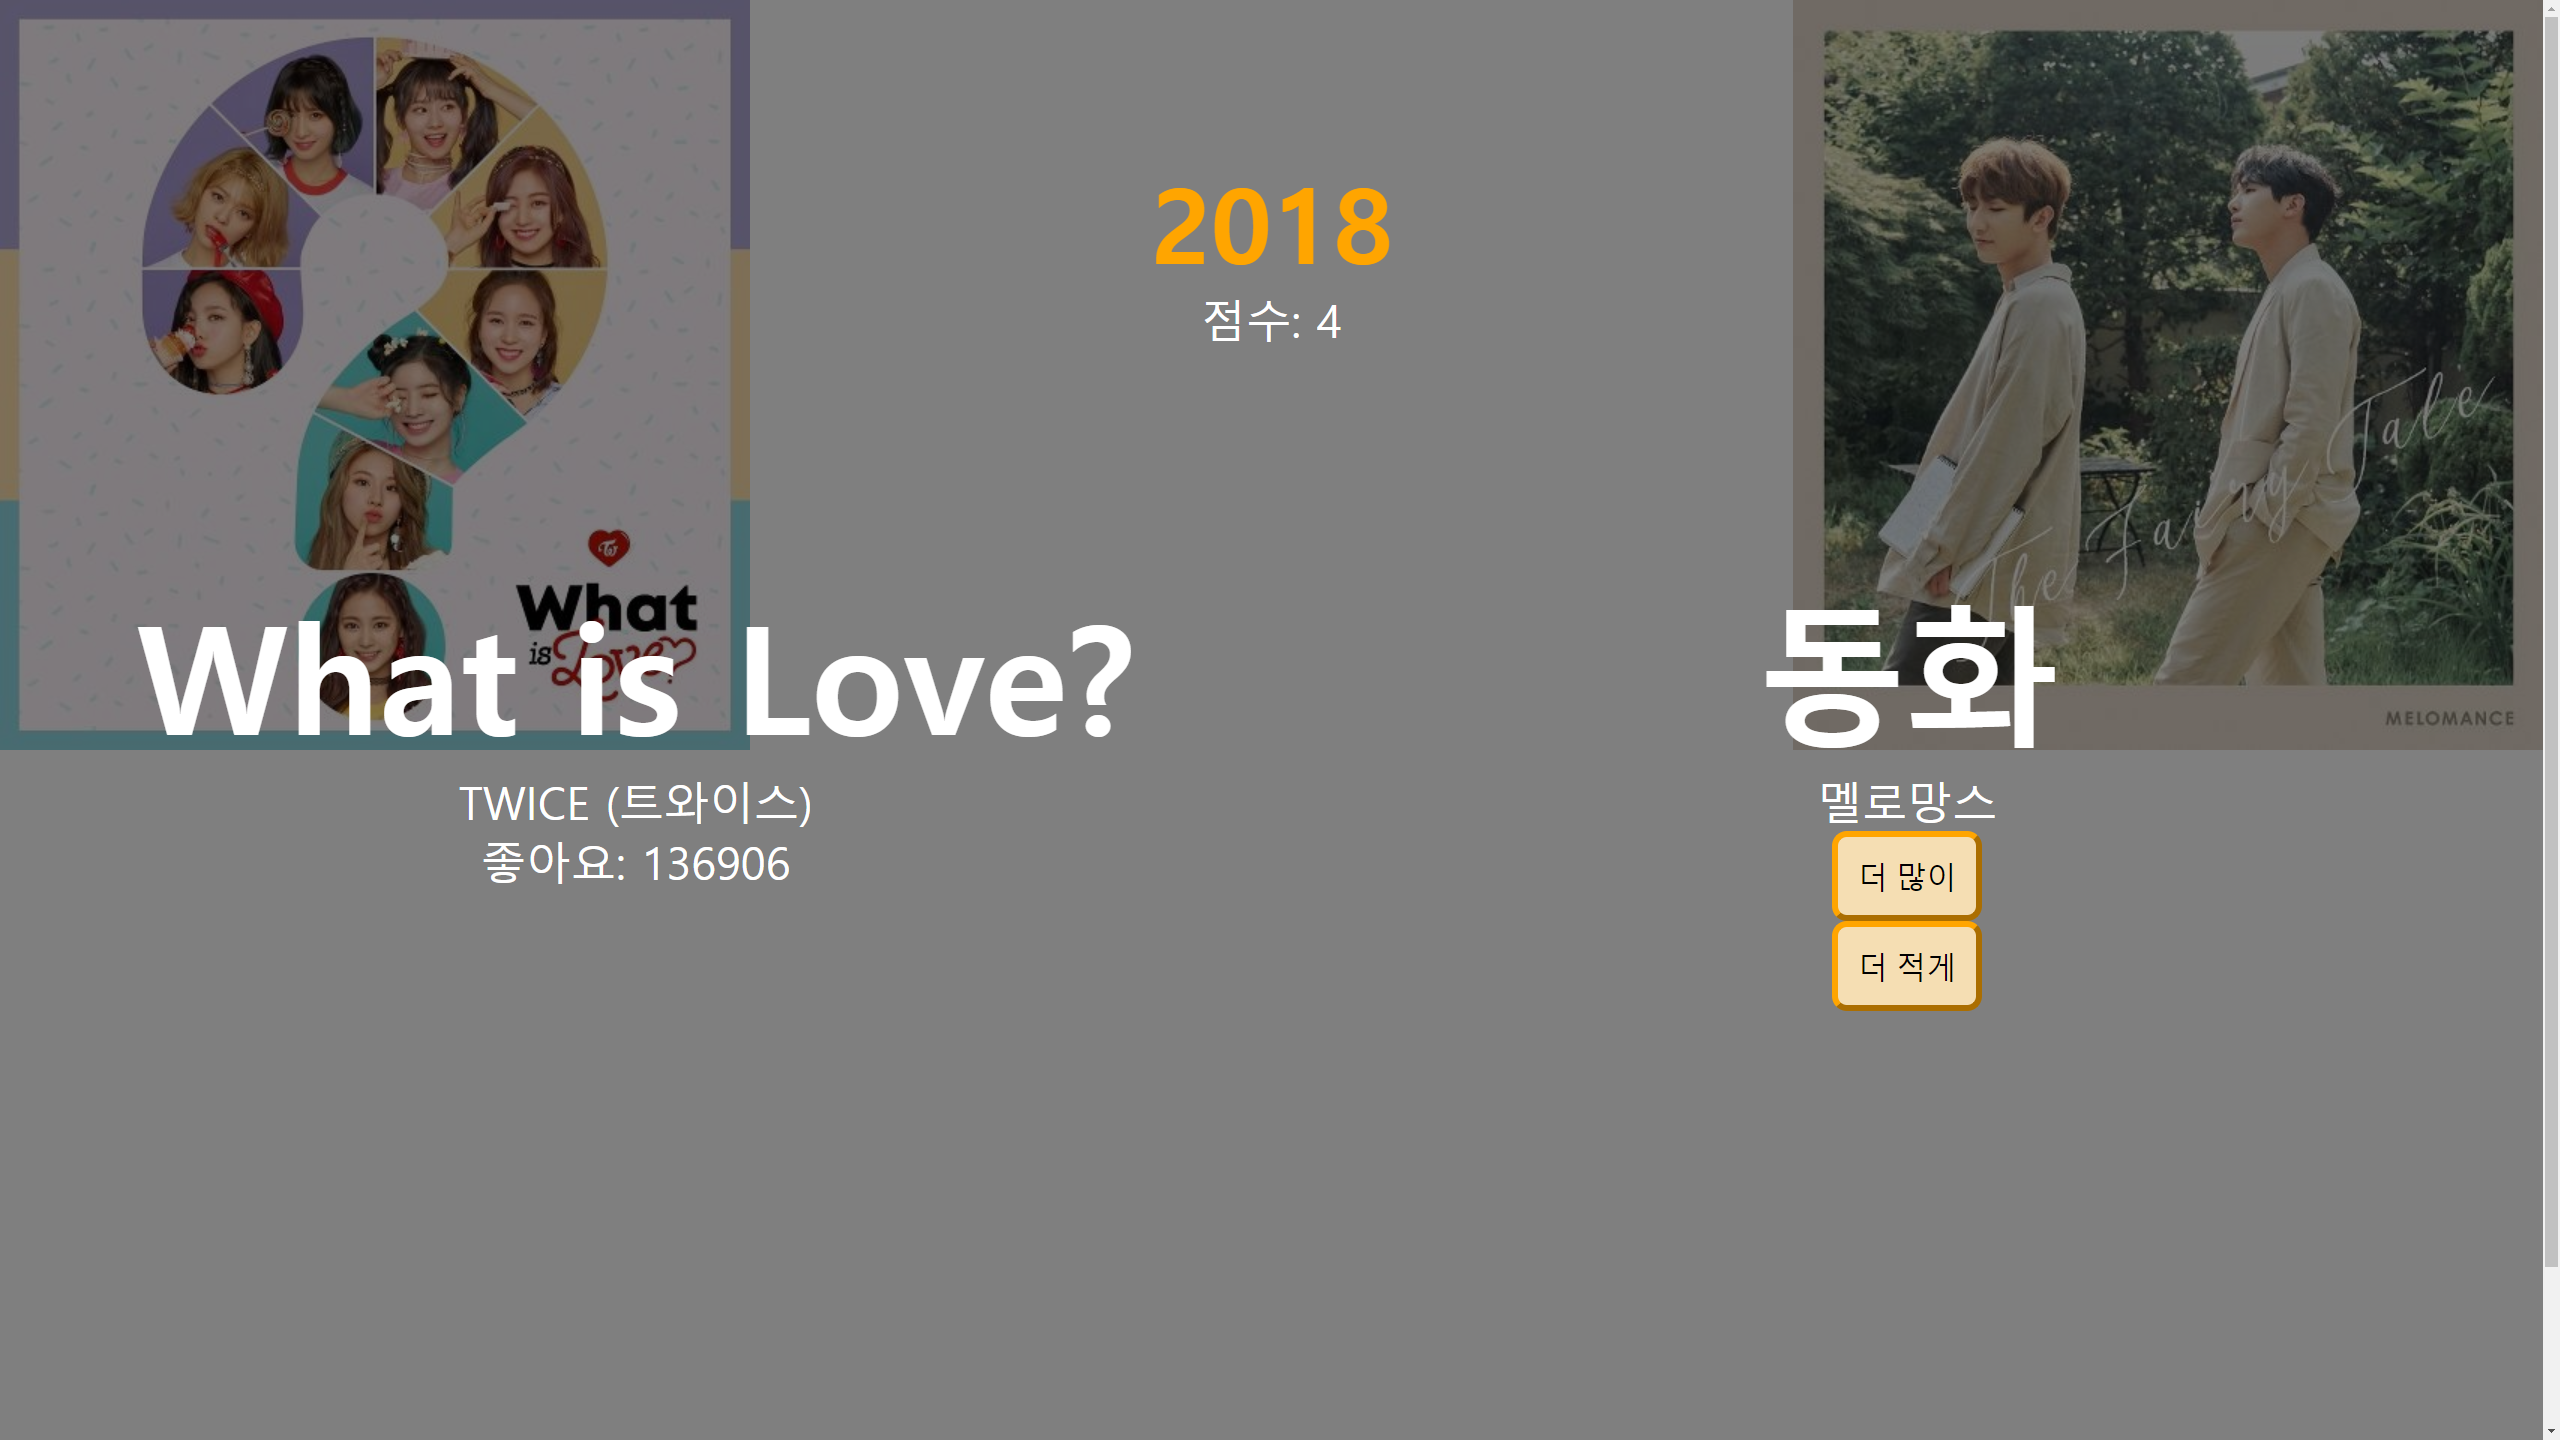 2018
점수: 4
What
is Love?
What is Love?
TWICE (트와이스)
좋아요: 136906
The Fairy Tale
MELOMANCE
동화
멜로망스
더 많이
더 적게